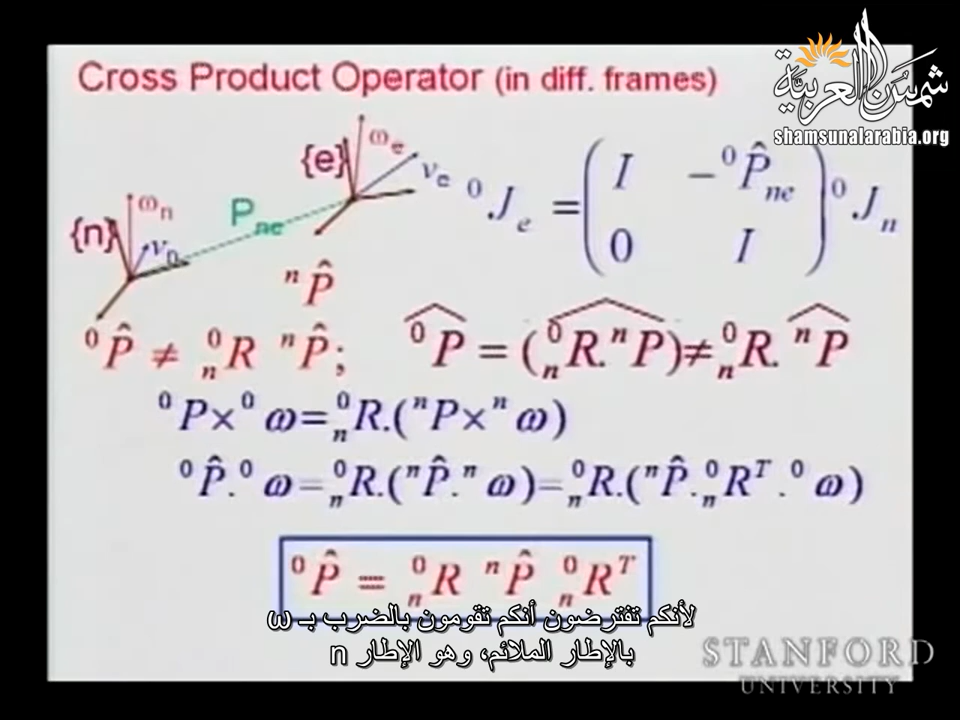 Cross Product Operator (in diff. frames)
شمس العربية
shamsunalarabia.org
{e} ωₑ vₑ
{n} ωₙ vₙ Pₙₑ
⁰Jₑ = ( I −⁰P̂ₙₑ ; 0 I ) ⁰Jₙ
ⁿP̂
⁰P̂ ≠ ⁰ₙR ⁿP̂; ⁰P̂ = (⁰ₙR.ⁿP)^ ≠ ⁰ₙR. ⁿP̂
⁰P×⁰ω=⁰ₙR.(ⁿP×ⁿω)
⁰P̂.⁰ω=⁰ₙR.(ⁿP̂.ⁿω)=⁰ₙR.(ⁿP̂.⁰ₙRᵀ.⁰ω)
⁰P̂ = ⁰ₙR ⁿP̂ ⁰ₙRᵀ
لأنكم تفترضون أنكم تقومون بالضرب بـ ω
بالإطار الملائم، وهو الإطار n
STANFORD
UNIVERSITY